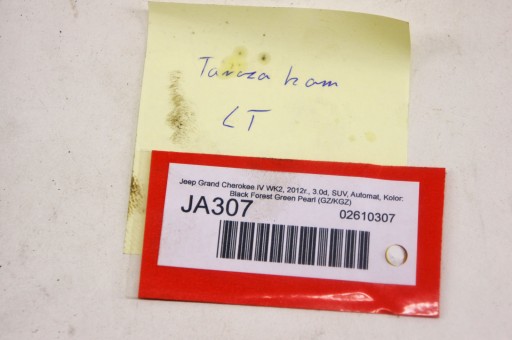 Tarcza ham
LT
Jeep Grand Cherokee IV WK2, 2012r., 3.0d, SUV, Automat, Kolor:
Black Forest Green Pearl (GZ/KGZ)
JA307
02610307